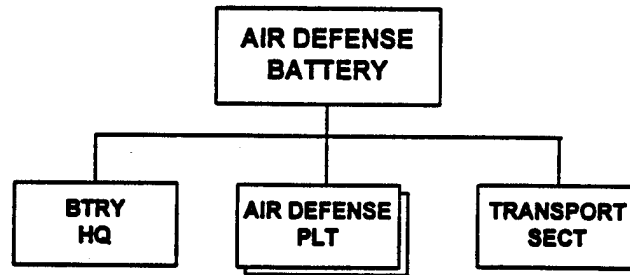 AIR DEFENSE
BATTERY
BTRY
HQ
AIR DEFENSE
PLT
TRANSPORT
SECT